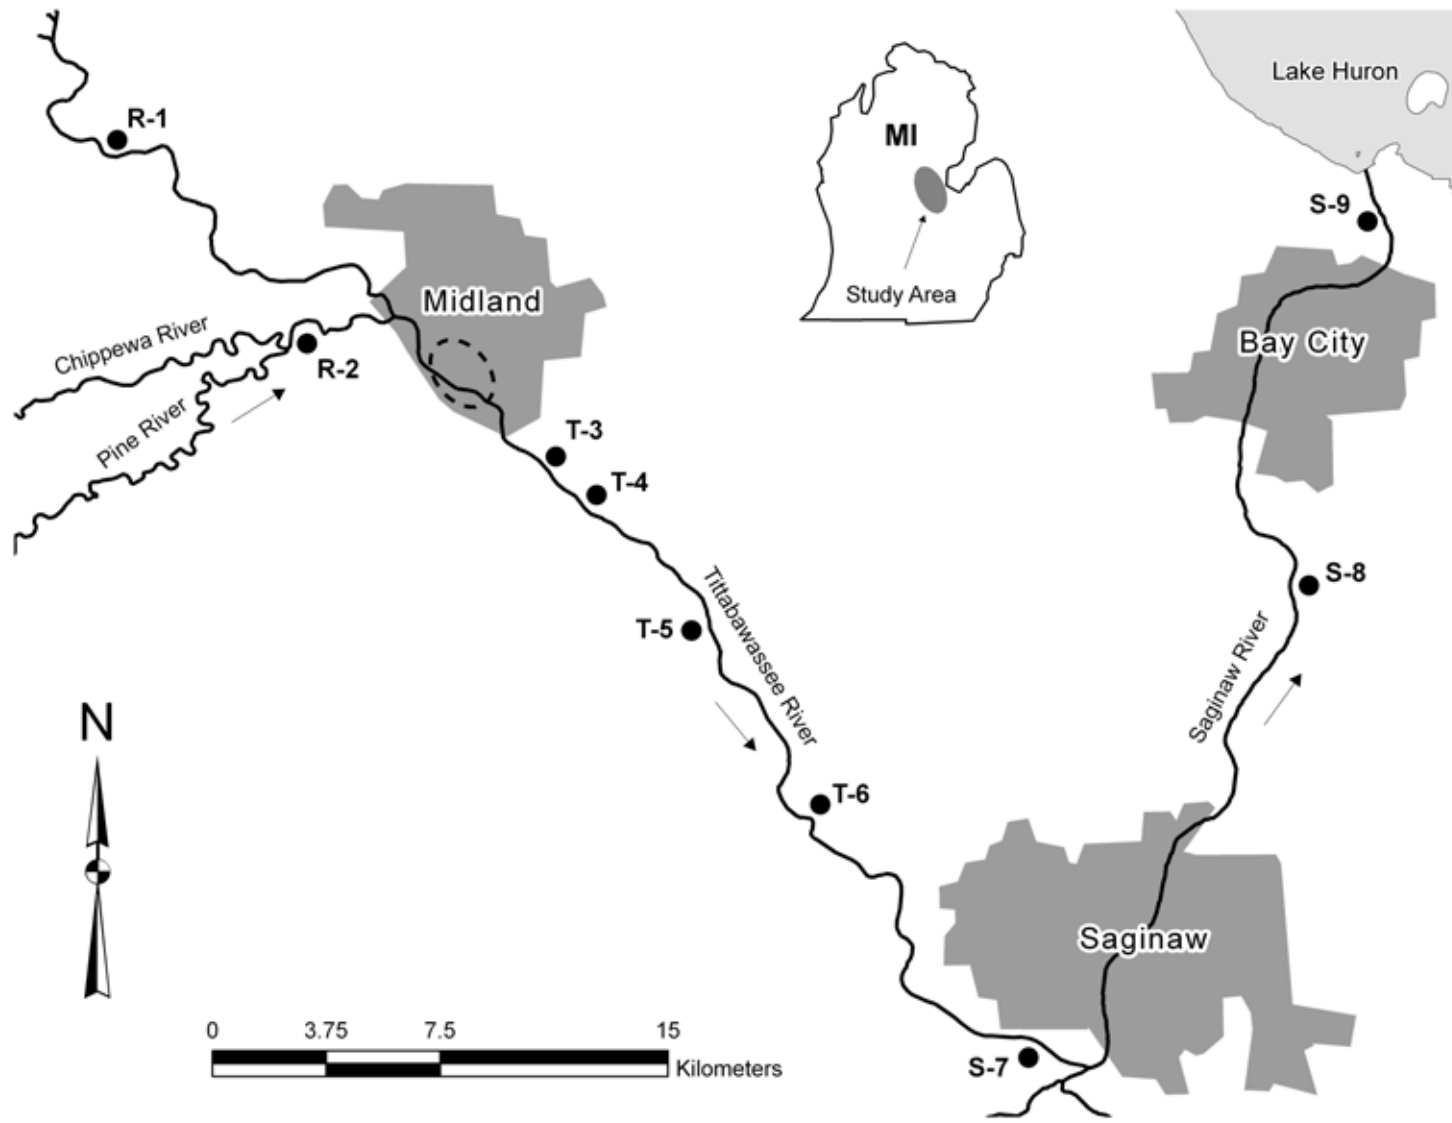 Lake Huron
R-1
MI
S-9
Midland
Study Area
Chippewa River
R-2
Bay City
Pine River
T-3
T-4
S-8
T-5
Tittabawassee River
Saginaw River
N
T-6
Saginaw
0 3.75 7.5 15
Kilometers
S-7